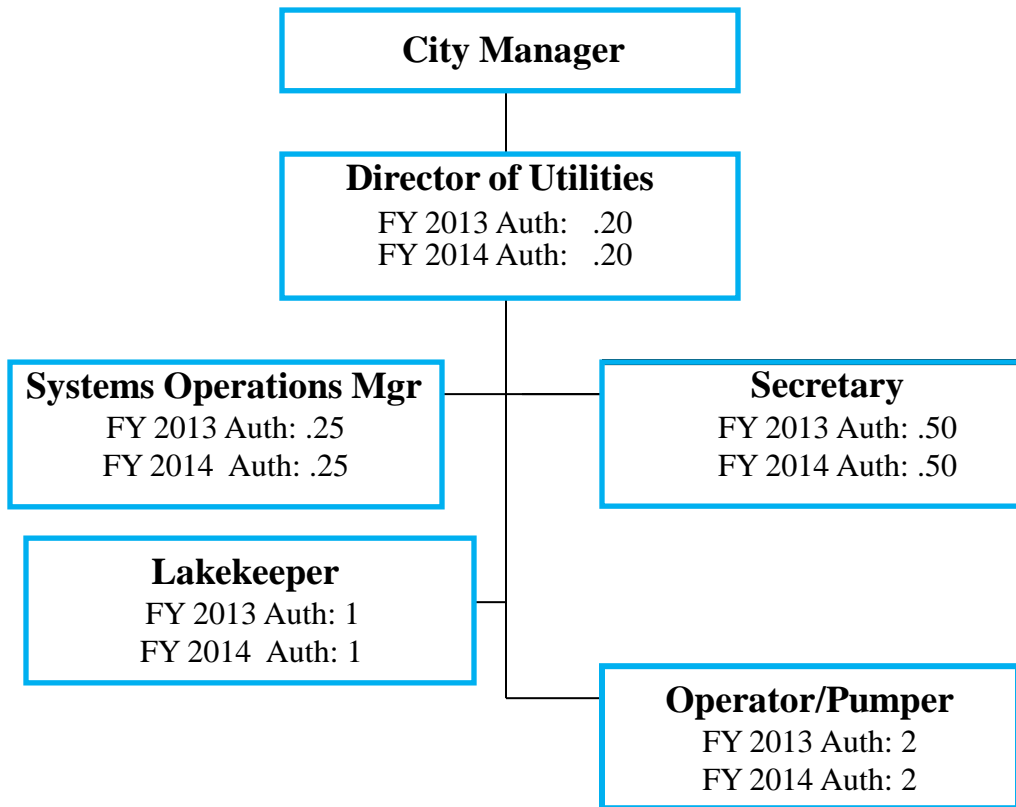 City Manager
Director of Utilities
FY 2013 Auth: .20
FY 2014 Auth: .20
Systems Operations Mgr
FY 2013 Auth: .25
FY 2014 Auth: .25
Secretary
FY 2013 Auth: .50
FY 2014 Auth: .50
Lakekeeper
FY 2013 Auth: 1
FY 2014 Auth: 1
Operator/Pumper
FY 2013 Auth: 2
FY 2014 Auth: 2